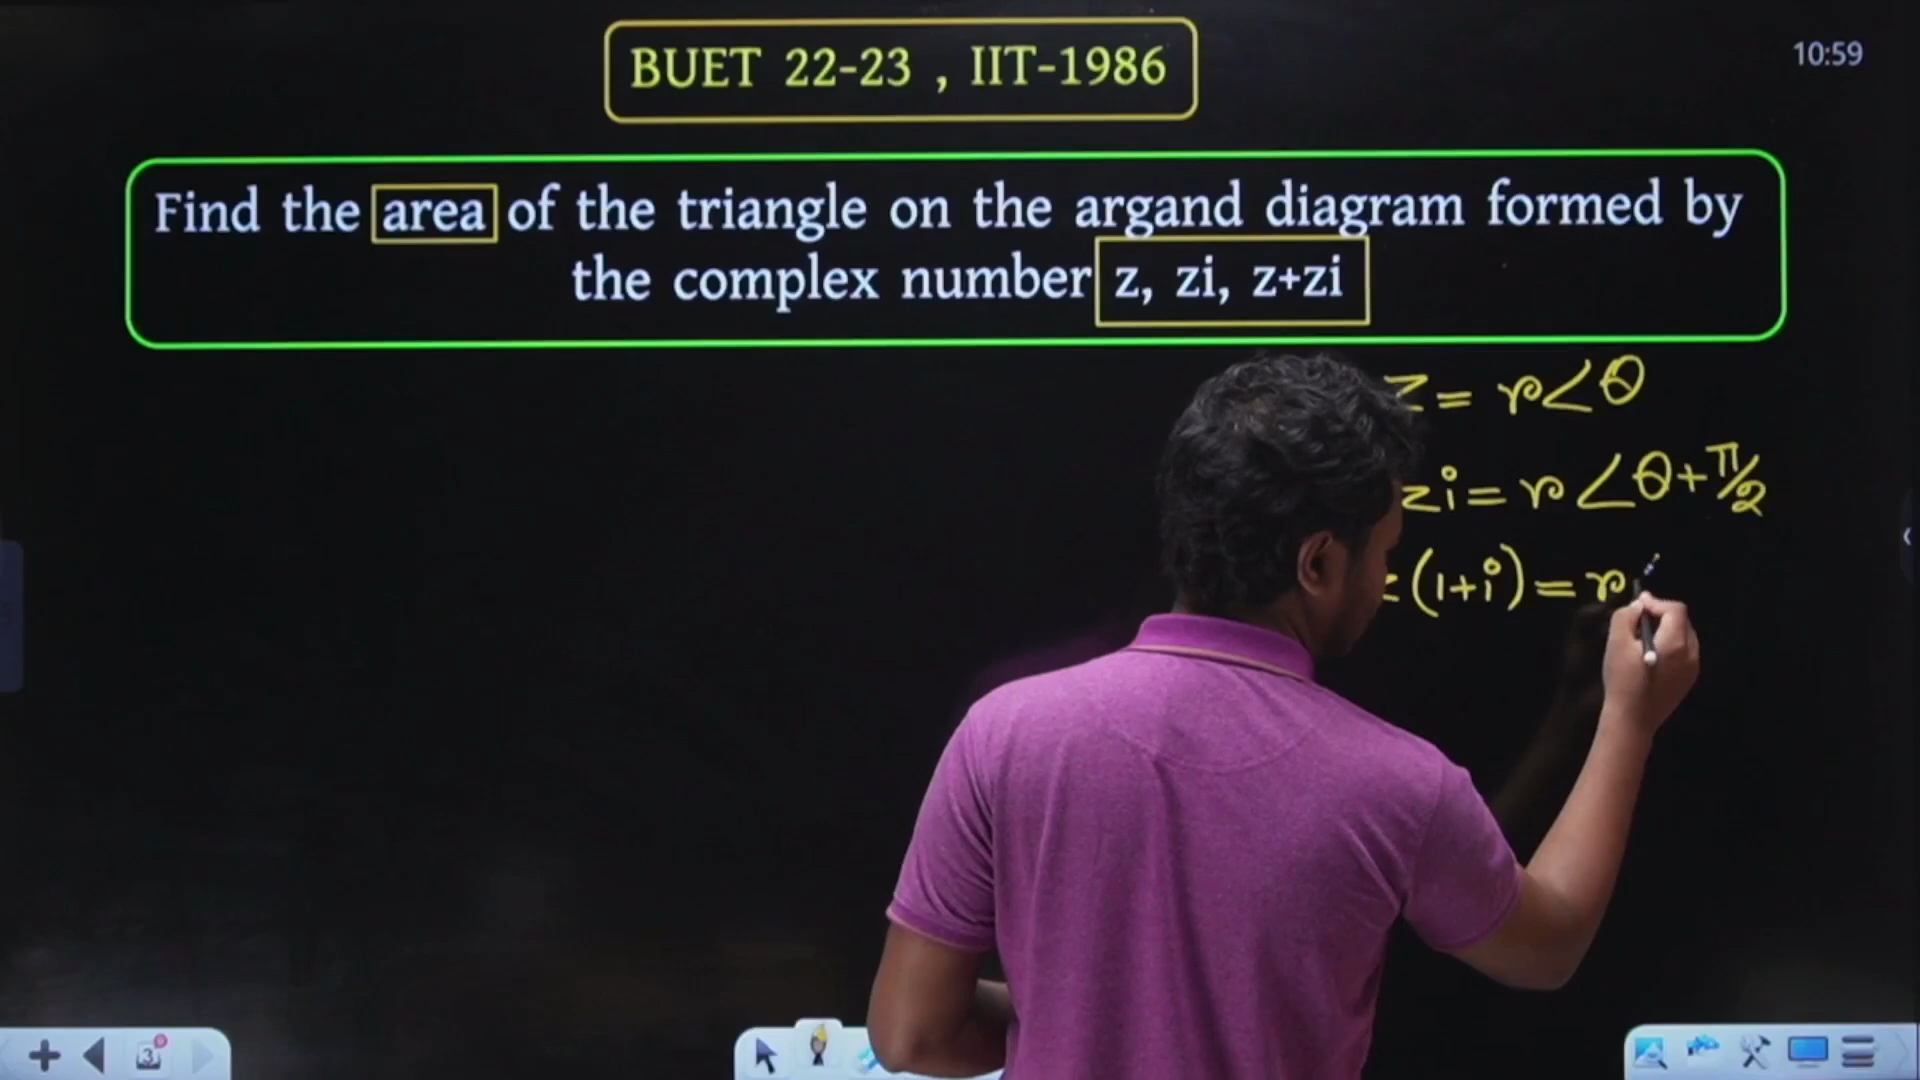 BUET 22-23 , IIT-1986
10:59
Find the area of the triangle on the argand diagram formed by
the complex number z, zi, z+zi
z = r∠θ
zi = r∠θ+π/2
z(1+i) = r
3